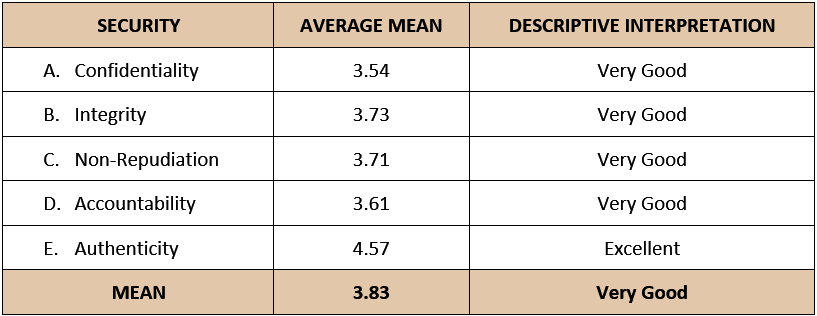 SECURITY AVERAGE MEAN DESCRIPTIVE INTERPRETATION
A. Confidentiality 3.54 Very Good
B. Integrity 3.73 Very Good
C. Non-Repudiation 3.71 Very Good
D. Accountability 3.61 Very Good
E. Authenticity 4.57 Excellent
MEAN 3.83 Very Good